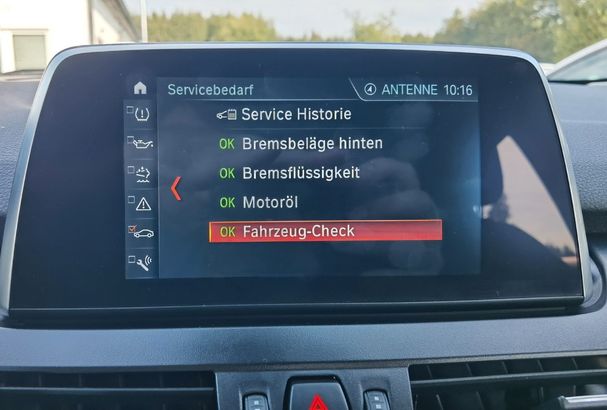 Servicebedarf ANTENNE 10:16
Service Historie
OK Bremsbeläge hinten
OK Bremsflüssigkeit
OK Motoröl
OK Fahrzeug-Check